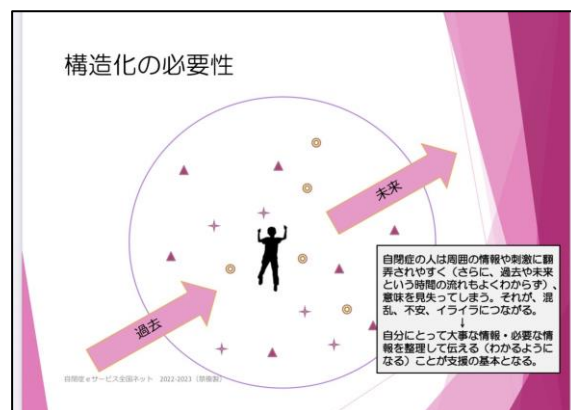 構造化の必要性
未来
過去
自閉症の人は周囲の情報や刺激に翻
弄されやすく（さらに、過去や未来
という時間の流れもよくわからず）、
意味を見失ってしまう。それが、混
乱、不安、イライラにつながる。
↓
自分にとって大事な情報・必要な情
報を整理して伝える（わかるように
なる）ことが支援の基本となる。
自閉症eサービス全国ネット　2022-2023（禁複製）